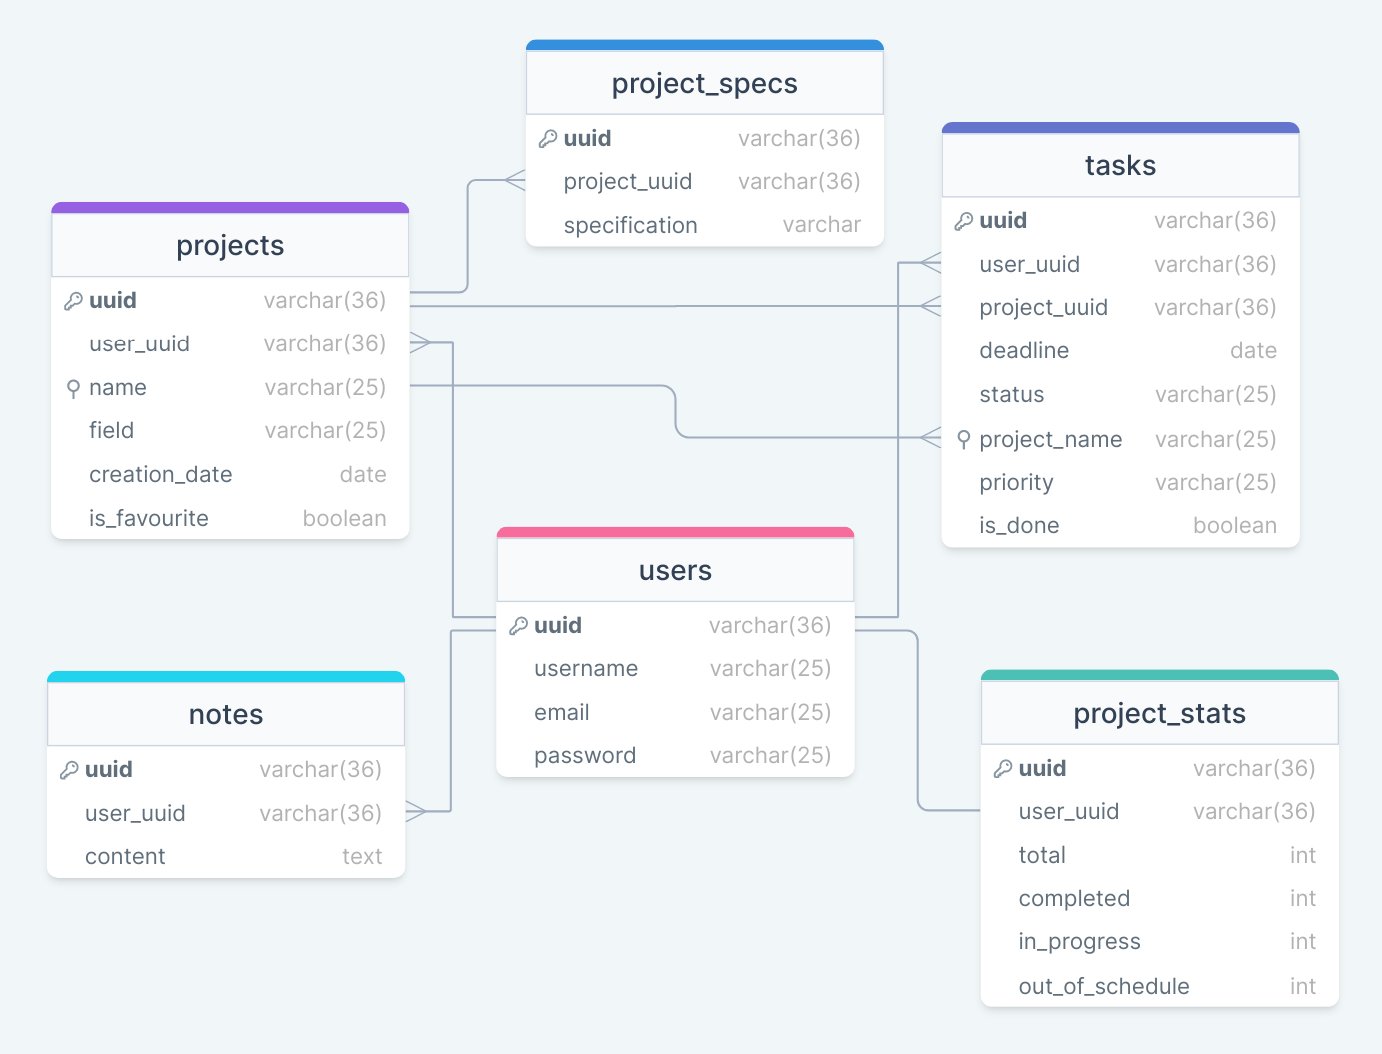 project_specs
uuid varchar(36)
project_uuid varchar(36)
specification varchar
tasks
uuid varchar(36)
user_uuid varchar(36)
project_uuid varchar(36)
deadline date
status varchar(25)
project_name varchar(25)
priority varchar(25)
is_done boolean
projects
uuid varchar(36)
user_uuid varchar(36)
name varchar(25)
field varchar(25)
creation_date date
is_favourite boolean
users
uuid varchar(36)
username varchar(25)
email varchar(25)
password varchar(25)
notes
uuid varchar(36)
user_uuid varchar(36)
content text
project_stats
uuid varchar(36)
user_uuid varchar(36)
total int
completed int
in_progress int
out_of_schedule int